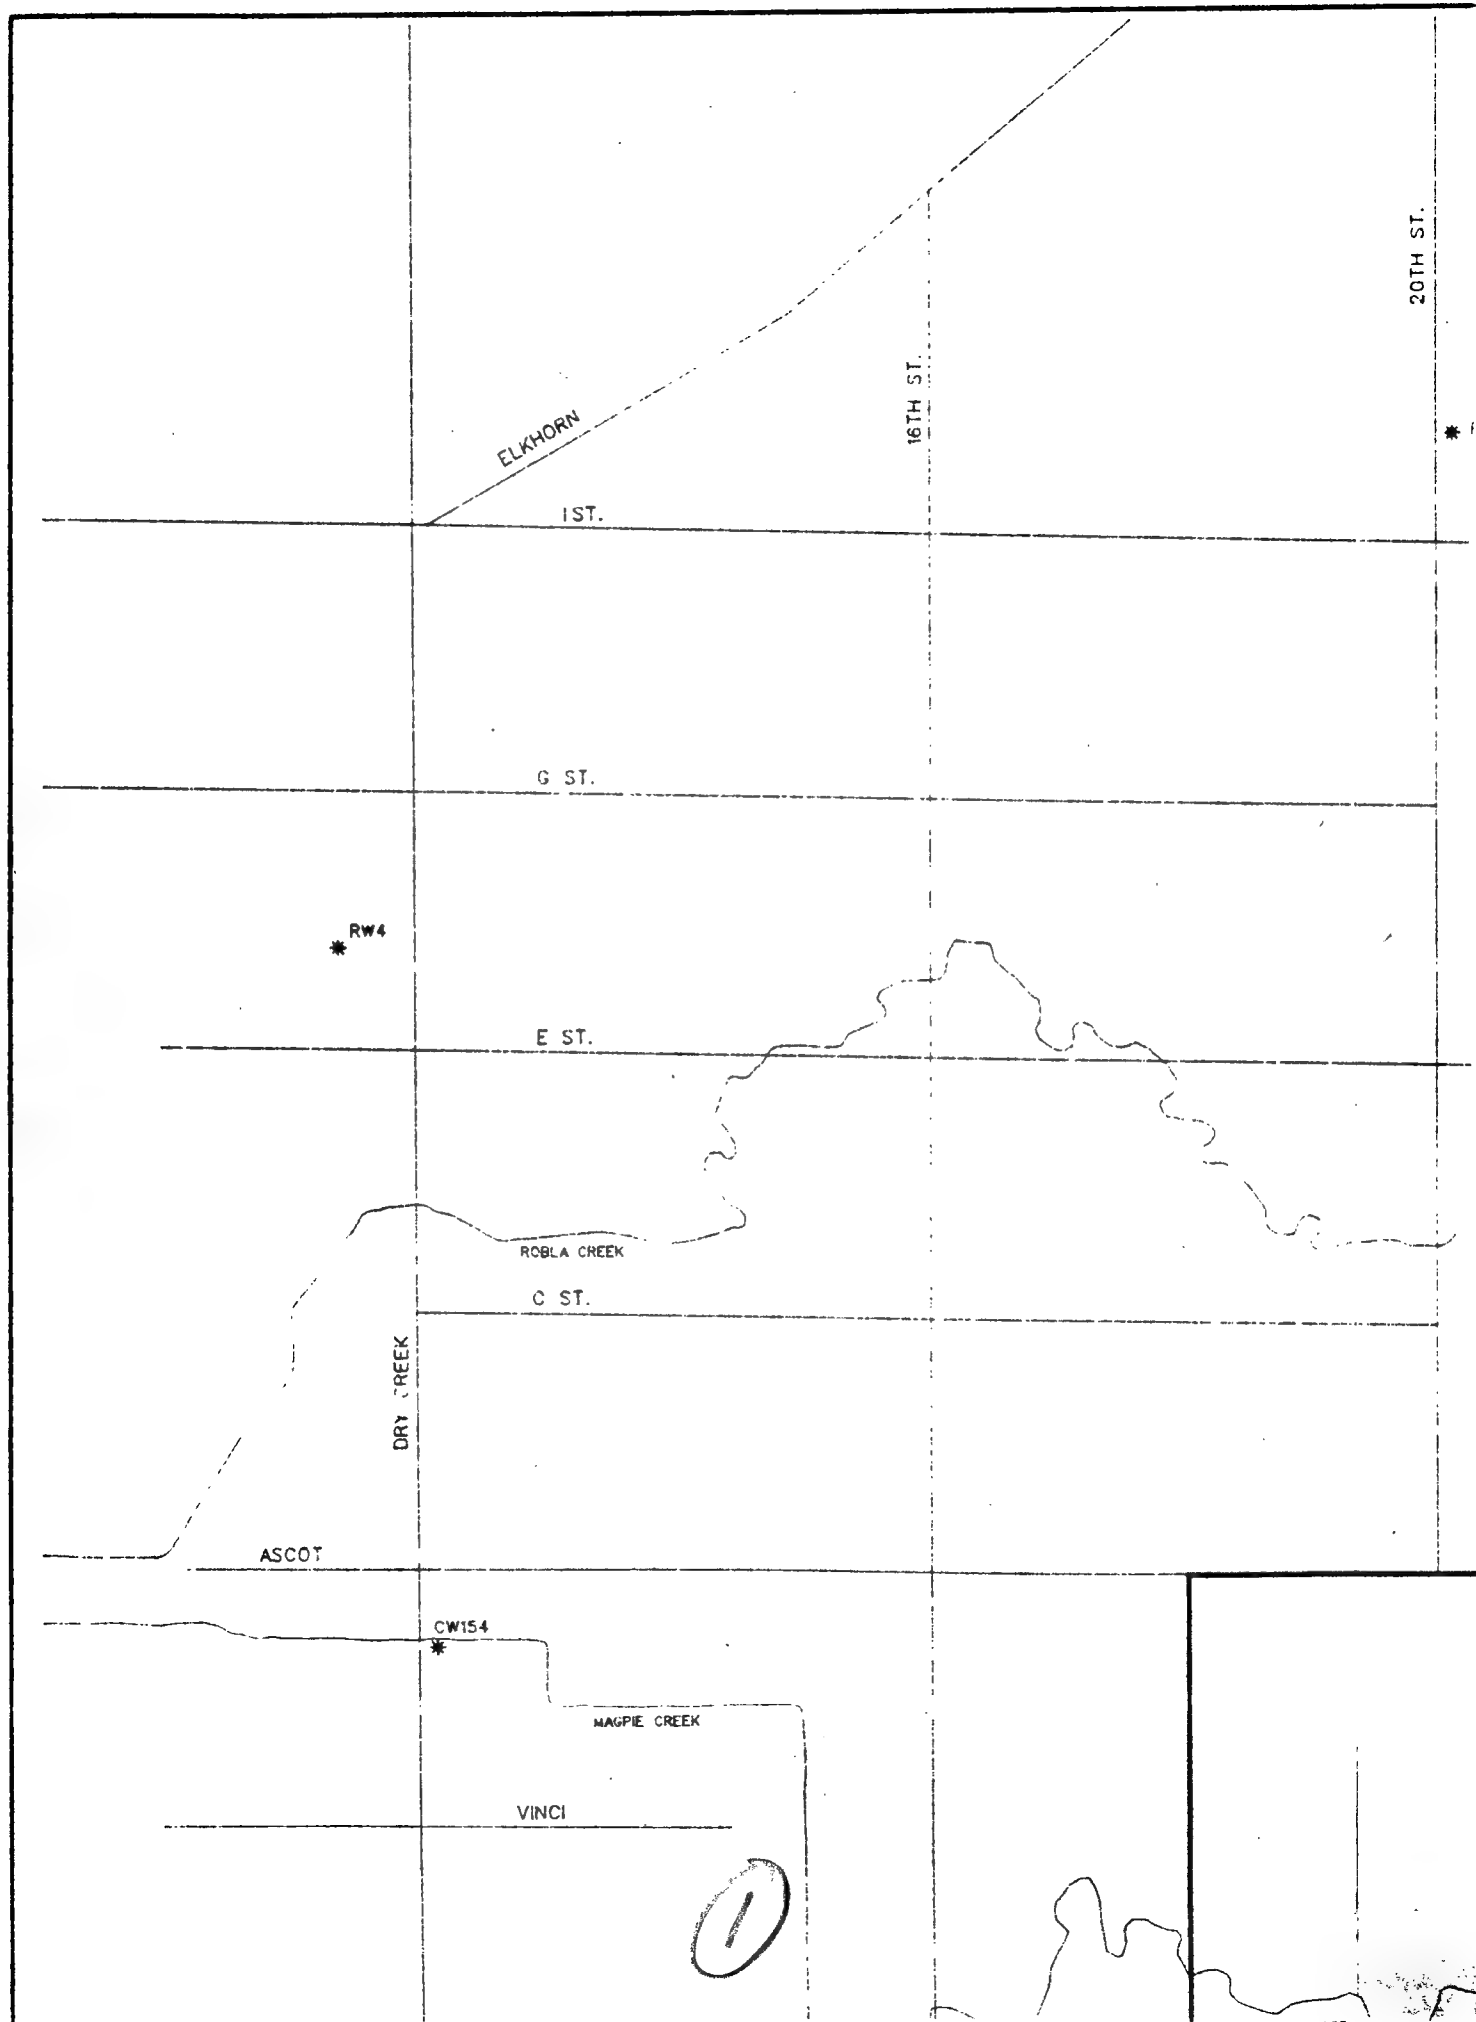 20TH ST.
16TH ST.
ELKHORN
I ST.
G ST.
RW4
E ST.
ROBLA CREEK
C ST.
DRY CREEK
ASCOT
CW154
MAGPIE CREEK
VINCI
1